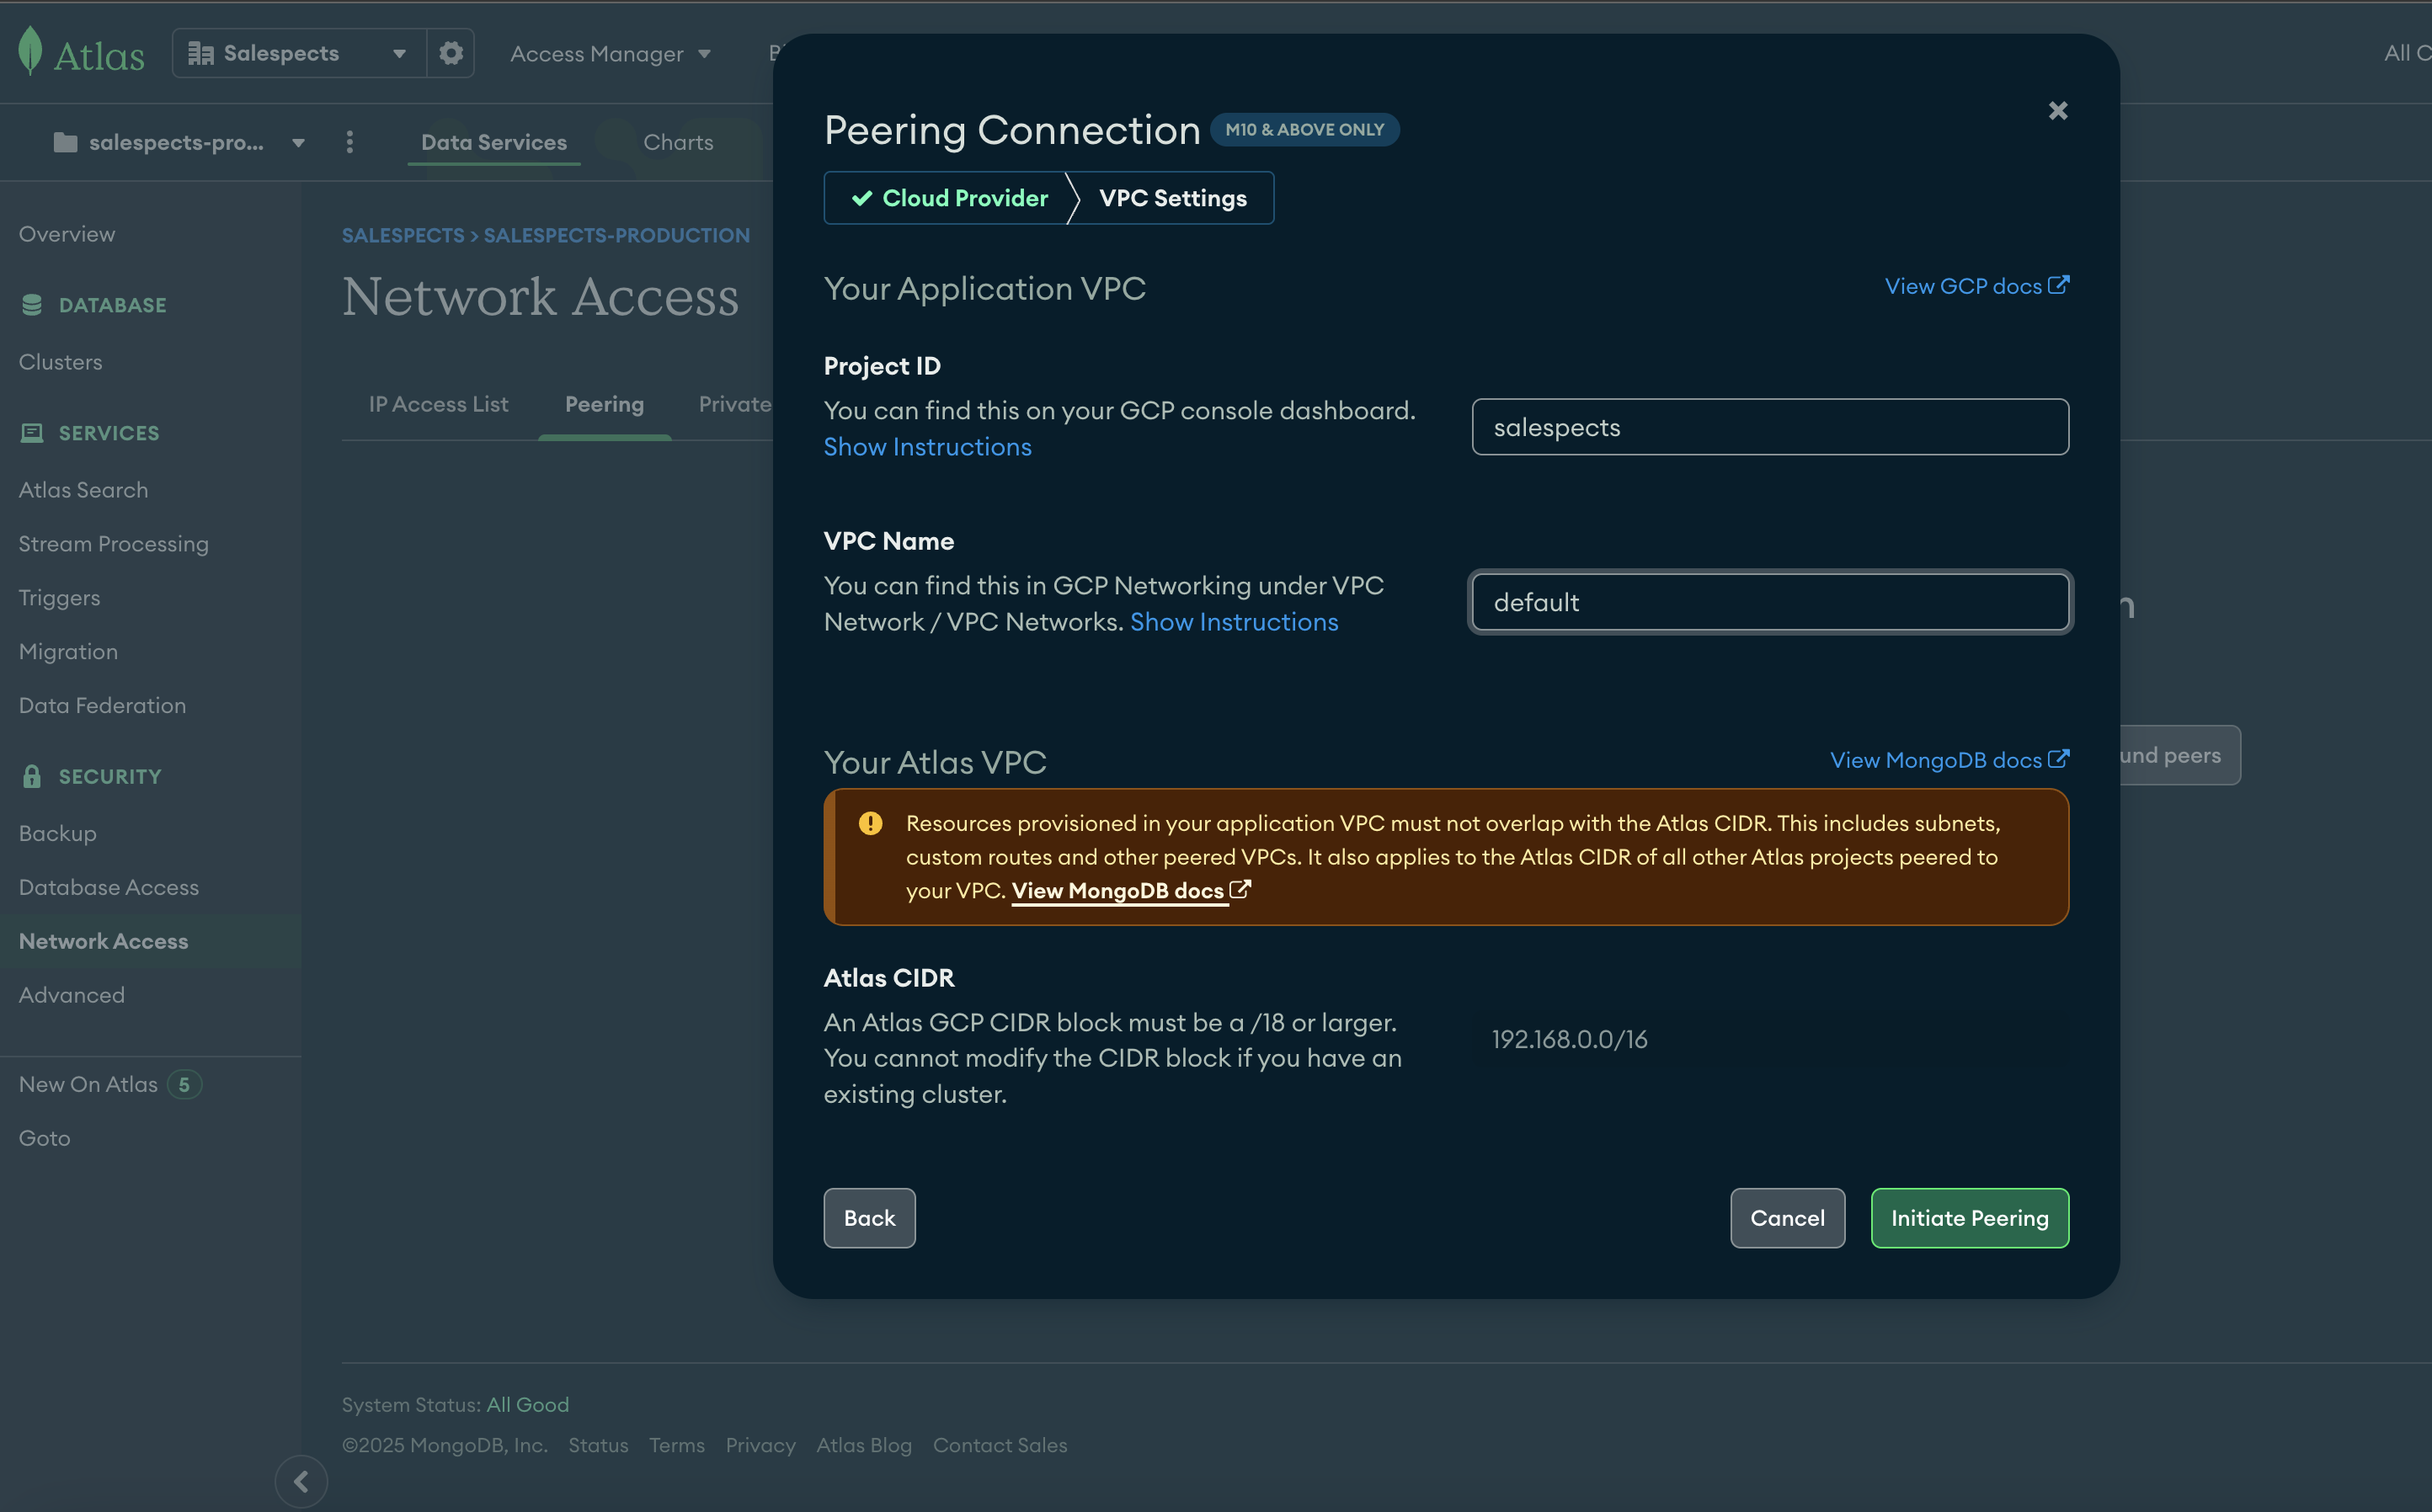 Atlas
Salespects
Access Manager
All
salespects-pro...
Data Services
Charts
Overview
DATABASE
Clusters
SERVICES
Atlas Search
Stream Processing
Triggers
Migration
Data Federation
SECURITY
Backup
Database Access
Network Access
Advanced
New On Atlas 5
Goto
SALESPECTS > SALESPECTS-PRODUCTION
Network Access
IP Access List
Peering
Private
Peering Connection M10 & ABOVE ONLY
Cloud Provider
VPC Settings
Your Application VPC
View GCP docs
Project ID
You can find this on your GCP console dashboard.
Show Instructions
salespects
VPC Name
You can find this in GCP Networking under VPC
Network / VPC Networks. Show Instructions
default
Your Atlas VPC
View MongoDB docs
Resources provisioned in your application VPC must not overlap with the Atlas CIDR. This includes subnets,
custom routes and other peered VPCs. It also applies to the Atlas CIDR of all other Atlas projects peered to
your VPC. View MongoDB docs
Atlas CIDR
An Atlas GCP CIDR block must be a /18 or larger.
You cannot modify the CIDR block if you have an
existing cluster.
192.168.0.0/16
Back
Cancel
Initiate Peering
peers
System Status: All Good
©2025 MongoDB, Inc.
Status
Terms
Privacy
Atlas Blog
Contact Sales